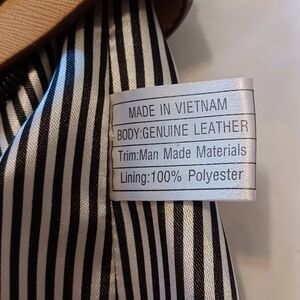 MADE IN VIETNAM
BODY:GENUINE LEATHER
Trim:Man Made Materials
Lining:100% Polyester